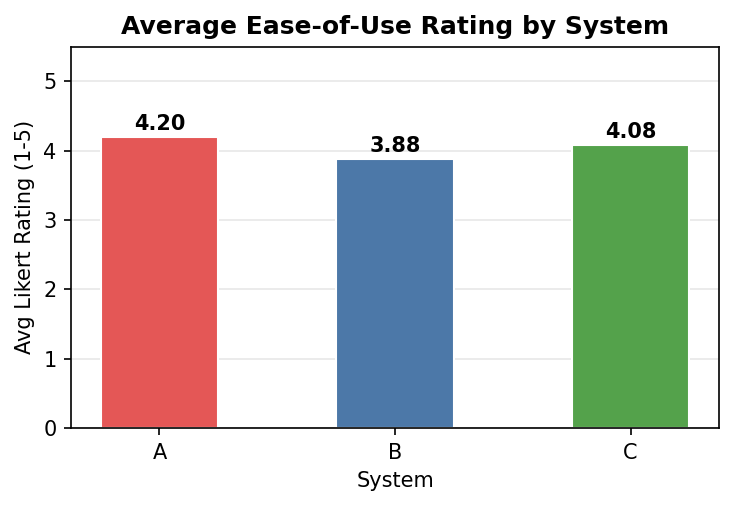 Average Ease-of-Use Rating by System
Avg Likert Rating (1-5)
5
4
3
2
1
0
4.20
3.88
4.08
A
B
C
System